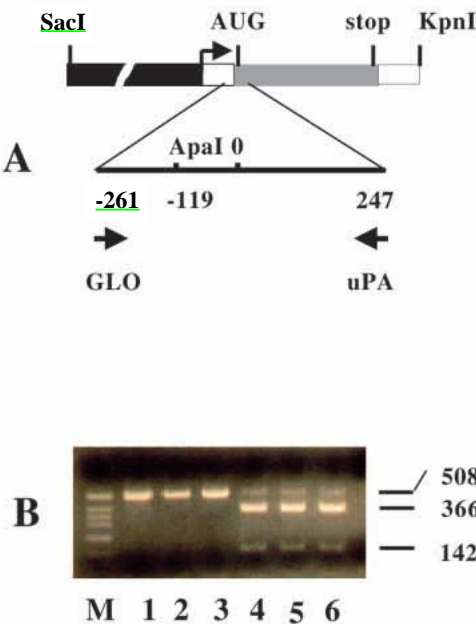 SacI AUG stop KpnI
ApaI 0
A
-261 -119 247
GLO uPA
508
B 366
142
M 1 2 3 4 5 6